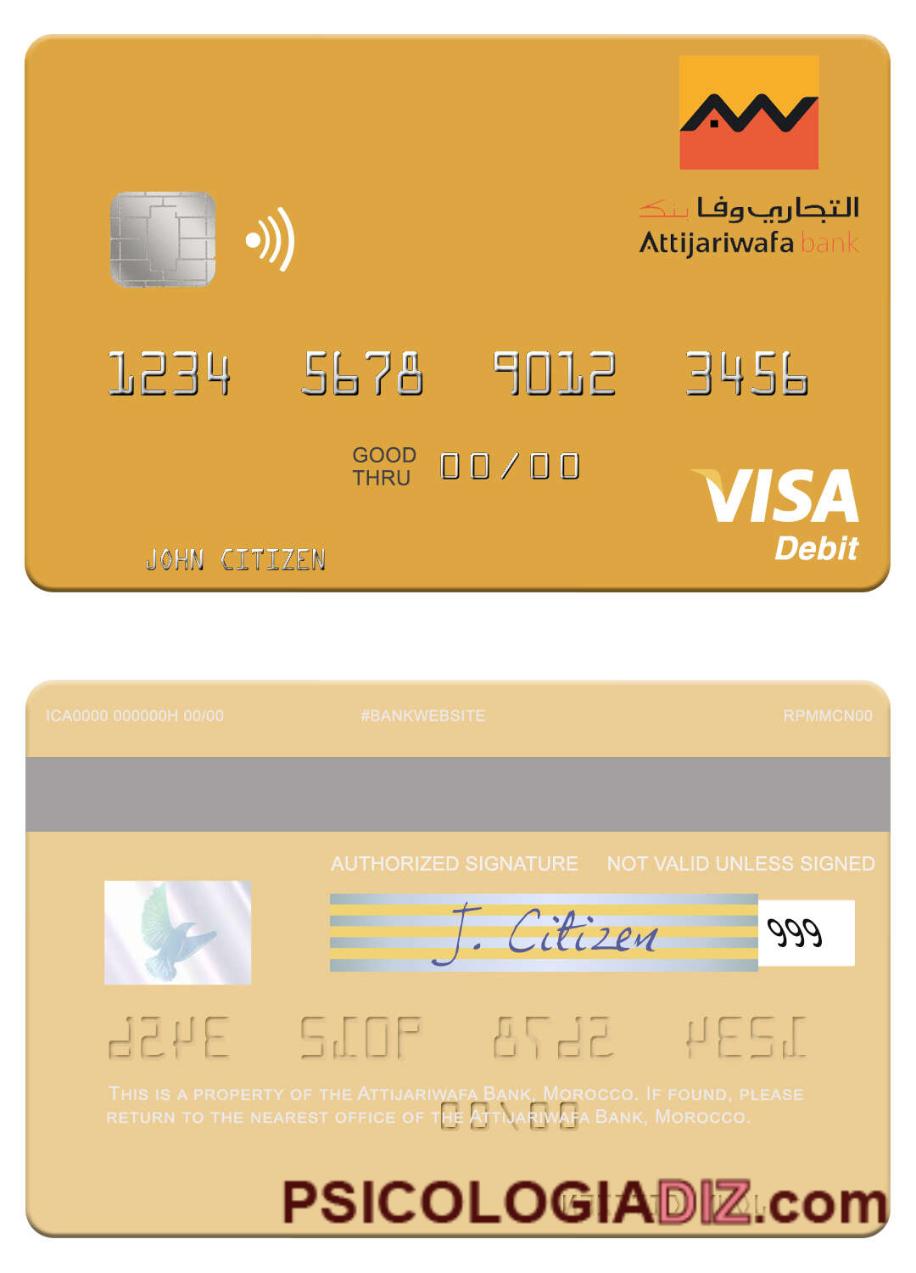 التجاري وفا بنك
Attijariwafa bank
1234 5678 9012 3456
GOOD THRU 00/00
VISA
Debit
JOHN CITIZEN
ICA0000 000000H 00/00 #BANKWEBSITE RPMMCN00
AUTHORIZED SIGNATURE NOT VALID UNLESS SIGNED
J. Citizen 999
THIS IS A PROPERTY OF THE ATTIJARIWAFA BANK, MOROCCO. IF FOUND, PLEASE
RETURN TO THE NEAREST OFFICE OF THE ATTIJARIWAFA BANK, MOROCCO.
PSICOLOGIADIZ.com